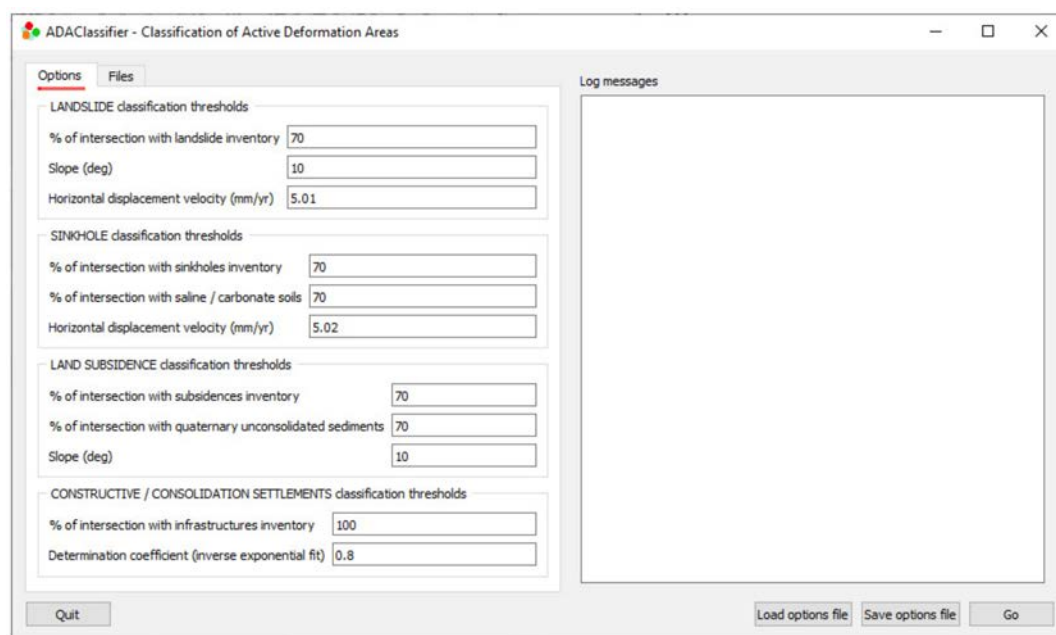 ADAClassifier - Classification of Active Deformation Areas
Options Files
LANDSLIDE classification thresholds
% of intersection with landslide inventory 70
Slope (deg) 10
Horizontal displacement velocity (mm/yr) 5.01
SINKHOLE classification thresholds
% of intersection with sinkholes inventory 70
% of intersection with saline / carbonate soils 70
Horizontal displacement velocity (mm/yr) 5.02
LAND SUBSIDENCE classification thresholds
% of intersection with subsidences inventory 70
% of intersection with quaternary unconsolidated sediments 70
Slope (deg) 10
CONSTRUCTIVE / CONSOLIDATION SETTLEMENTS classification thresholds
% of intersection with infrastructures inventory 100
Determination coefficient (inverse exponential fit) 0.8
Log messages
Quit
Load options file Save options file Go